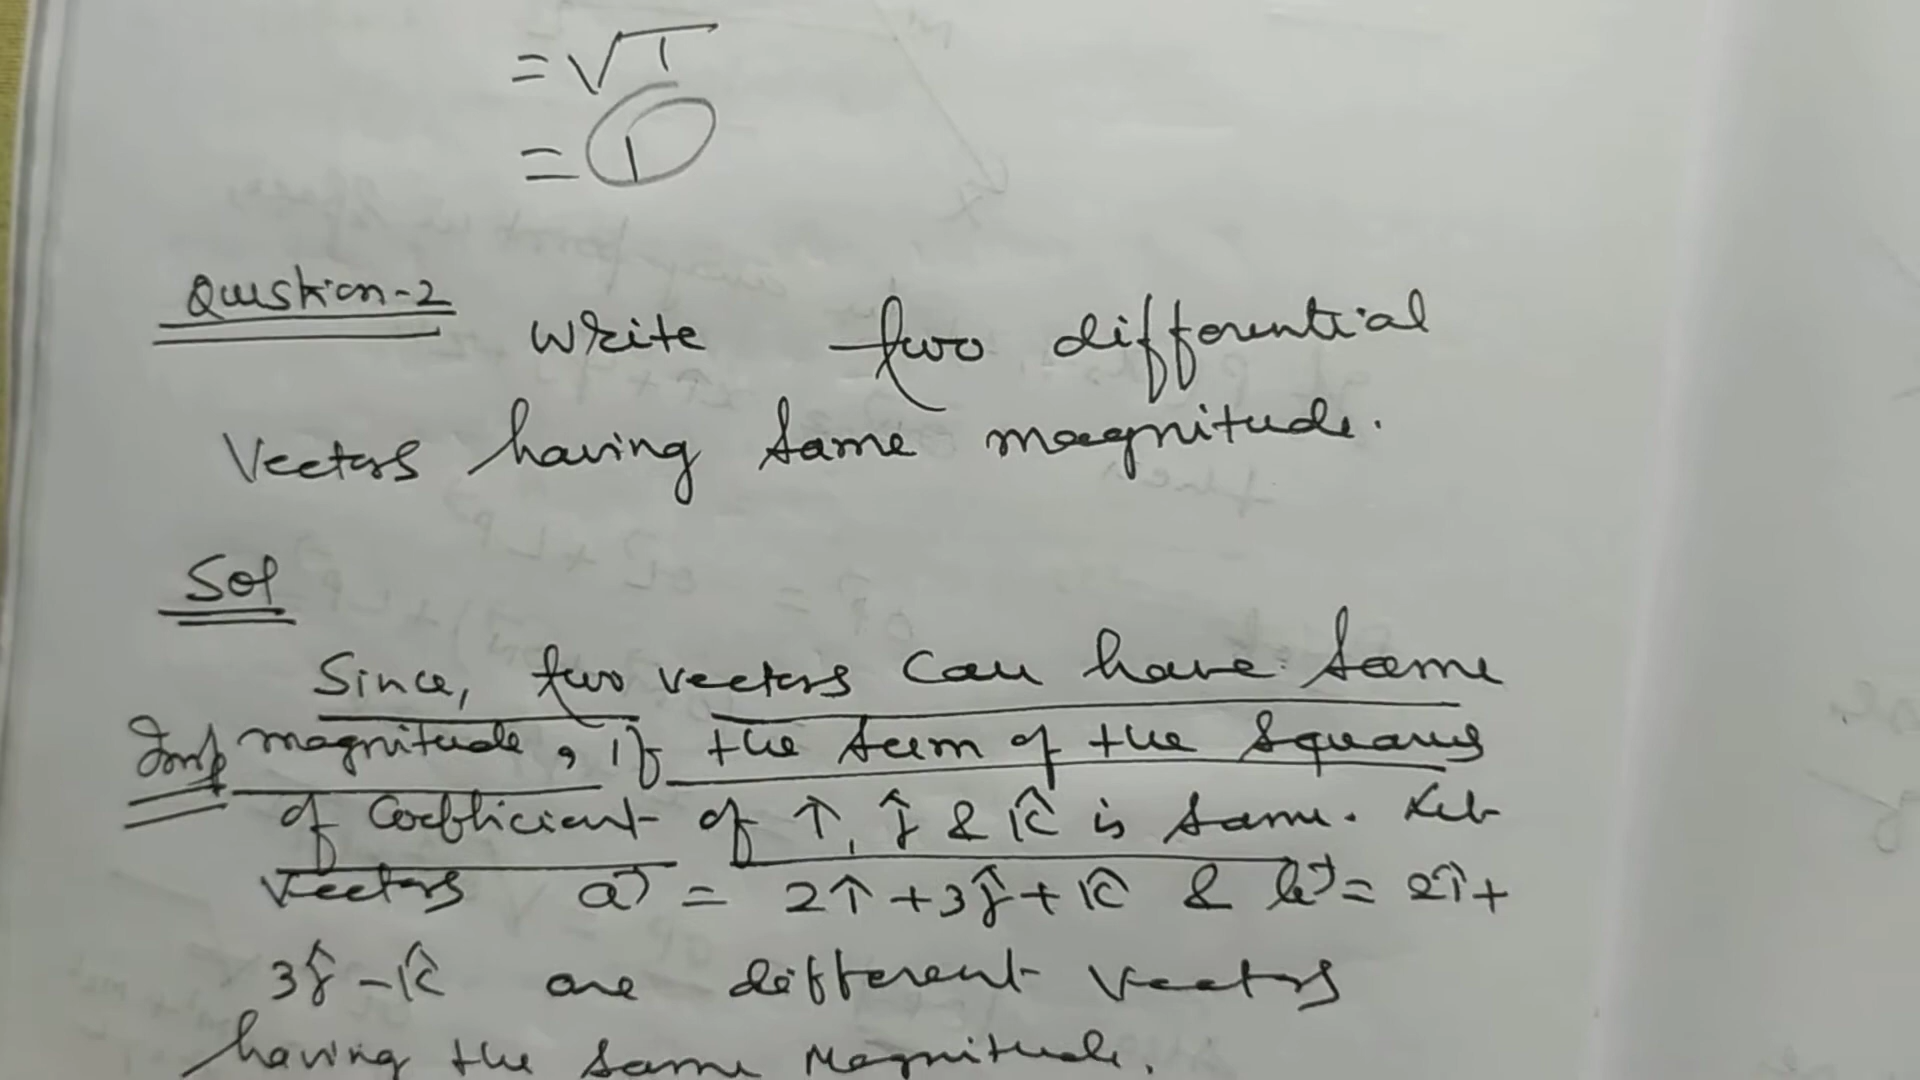 = √1
= 1
Question-2
Write two differential
Vectors having same magnitude.
Sol
Since, two vectors can have same
Imp magnitude, if the sum of the squares
of coefficient of î, ĵ & k̂ is same. Let
Vectors a⃗ = 2î + 3ĵ + k̂ & b⃗ = 2î +
3ĵ - k̂ are different vectors
having the same Magnitude.